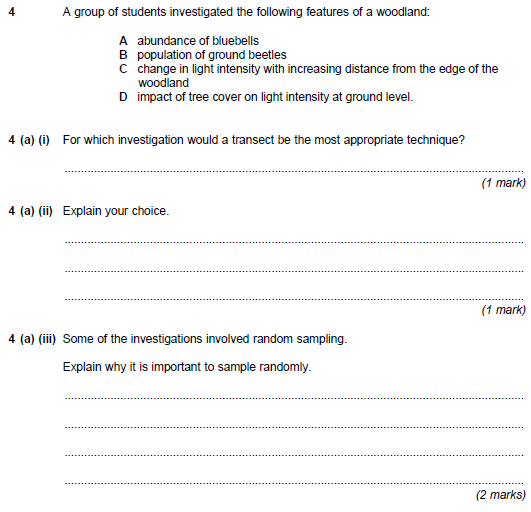 4 A group of students investigated the following features of a woodland:
A abundance of bluebells
B population of ground beetles
C change in light intensity with increasing distance from the edge of the
woodland
D impact of tree cover on light intensity at ground level.
4 (a) (i) For which investigation would a transect be the most appropriate technique?
(1 mark)
4 (a) (ii) Explain your choice.
(1 mark)
4 (a) (iii) Some of the investigations involved random sampling.
Explain why it is important to sample randomly.
(2 marks)